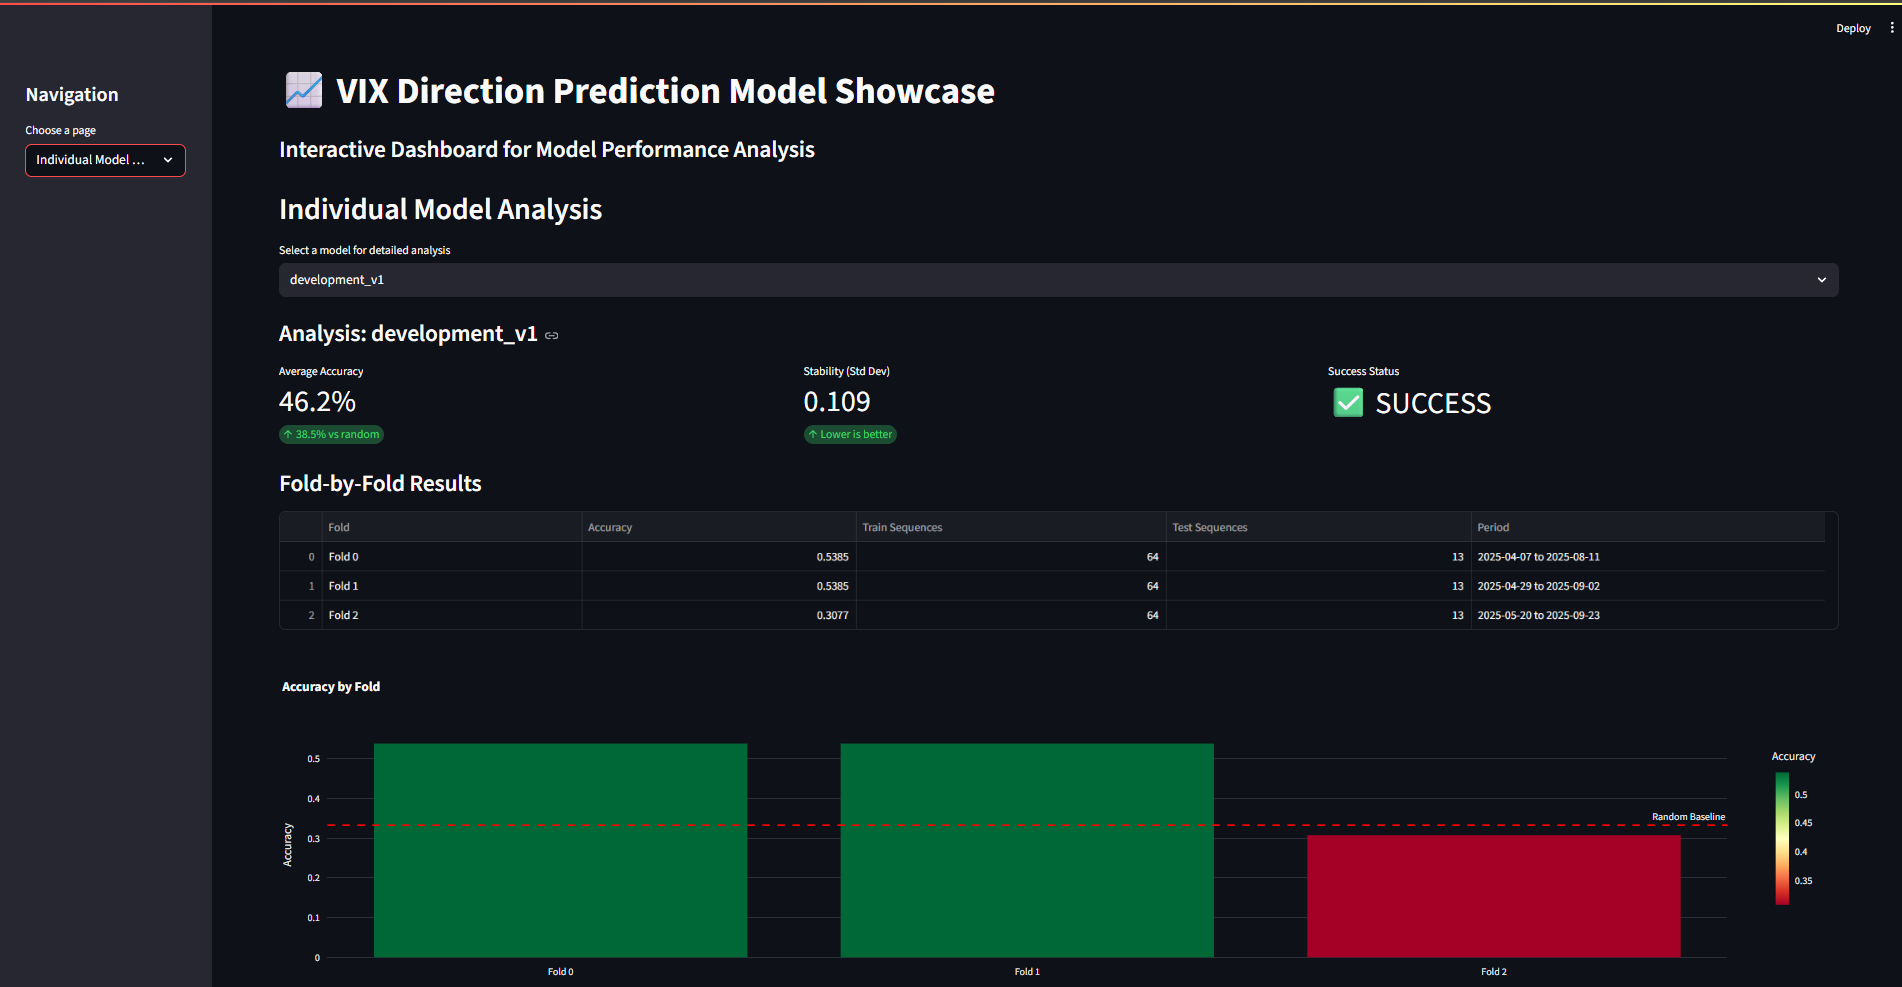 Deploy
Navigation
Choose a page
Individual Model ...
VIX Direction Prediction Model Showcase
Interactive Dashboard for Model Performance Analysis
Individual Model Analysis
Select a model for detailed analysis
development_v1
Analysis: development_v1
Average Accuracy
46.2%
↑ 38.5% vs random
Stability (Std Dev)
0.109
↑ Lower is better
Success Status
✅ SUCCESS
Fold-by-Fold Results
Fold Accuracy Train Sequences Test Sequences Period
0 Fold 0 0.5385 64 13 2025-04-07 to 2025-08-11
1 Fold 1 0.5385 64 13 2025-04-29 to 2025-09-02
2 Fold 2 0.3077 64 13 2025-05-20 to 2025-09-23
Accuracy by Fold
Accuracy
0.5
0.4
0.3
0.2
0.1
0
Random Baseline
Fold 0 Fold 1 Fold 2
Accuracy
0.5
0.45
0.4
0.35